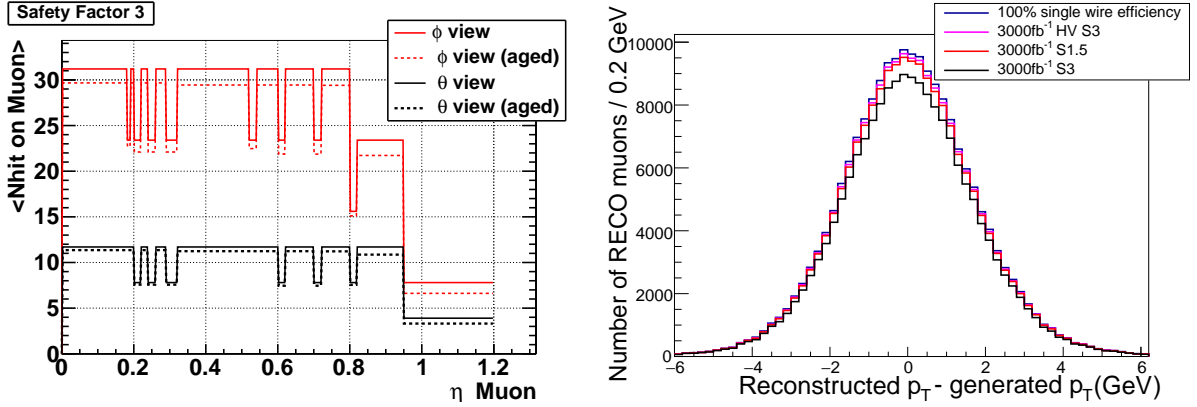 Safety Factor 3
ϕ view
ϕ view (aged)
θ view
θ view (aged)
<Nhit on Muon>
30
25
20
15
10
5
0
0 0.2 0.4 0.6 0.8 1 1.2
η Muon
100% single wire efficiency
3000fb⁻¹ HV S3
3000fb⁻¹ S1.5
3000fb⁻¹ S3
Number of RECO muons / 0.2 GeV
10000
8000
6000
4000
2000
0
−6 −4 −2 0 2 4 6
Reconstructed p_T - generated p_T(GeV)